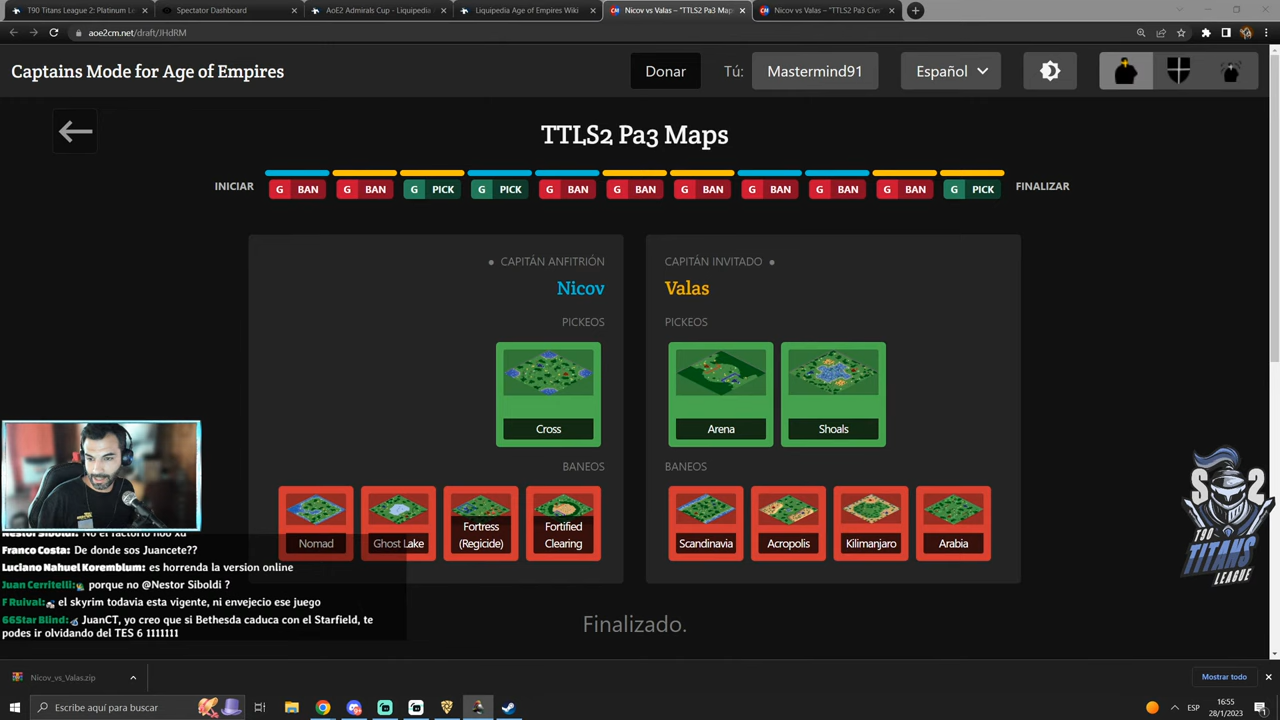 T90 Titans League 2: Platinum Le
Spectator Dashboard
AoE2 Admirals Cup - Liquipedia
Liquipedia Age of Empires Wiki
Nicov vs Valas – "TTLS2 Pa3 Map
Nicov vs Valas – "TTLS2 Pa3 Civ
aoe2cm.net/draft/JHdRM
Captains Mode for Age of Empires
Donar
Tú:
Mastermind91
Español
TTLS2 Pa3 Maps
INICIAR
G BAN
G BAN
G PICK
G PICK
G BAN
G BAN
G BAN
G BAN
G BAN
G BAN
G PICK
FINALIZAR
CAPITÁN ANFITRIÓN
Nicov
PICKEOS
Cross
BANEOS
Nomad
Ghost Lake
Fortress
(Regicide)
Fortified
Clearing
CAPITÁN INVITADO
Valas
PICKEOS
Arena
Shoals
BANEOS
Scandinavia
Acropolis
Kilimanjaro
Arabia
Finalizado.
Franco Costa: De donde sos Juancete??
Luciano Nahuel Koremblum: es horrenda la version online
Juan Cerritelli: porque no @Nestor Siboldi ?
F Ruival: el skyrim todavia esta vigente, ni envejecio ese juego
66Star Blind: JuanCT, yo creo que si Bethesda caduca con el Starfield, te
podes ir olvidando del TES 6 1111111
S 2
T90
TITANS
LEAGUE
Nicov_vs_Valas.zip
Mostrar todo
Escribe aquí para buscar
ESP
16:55
28/1/2023
1